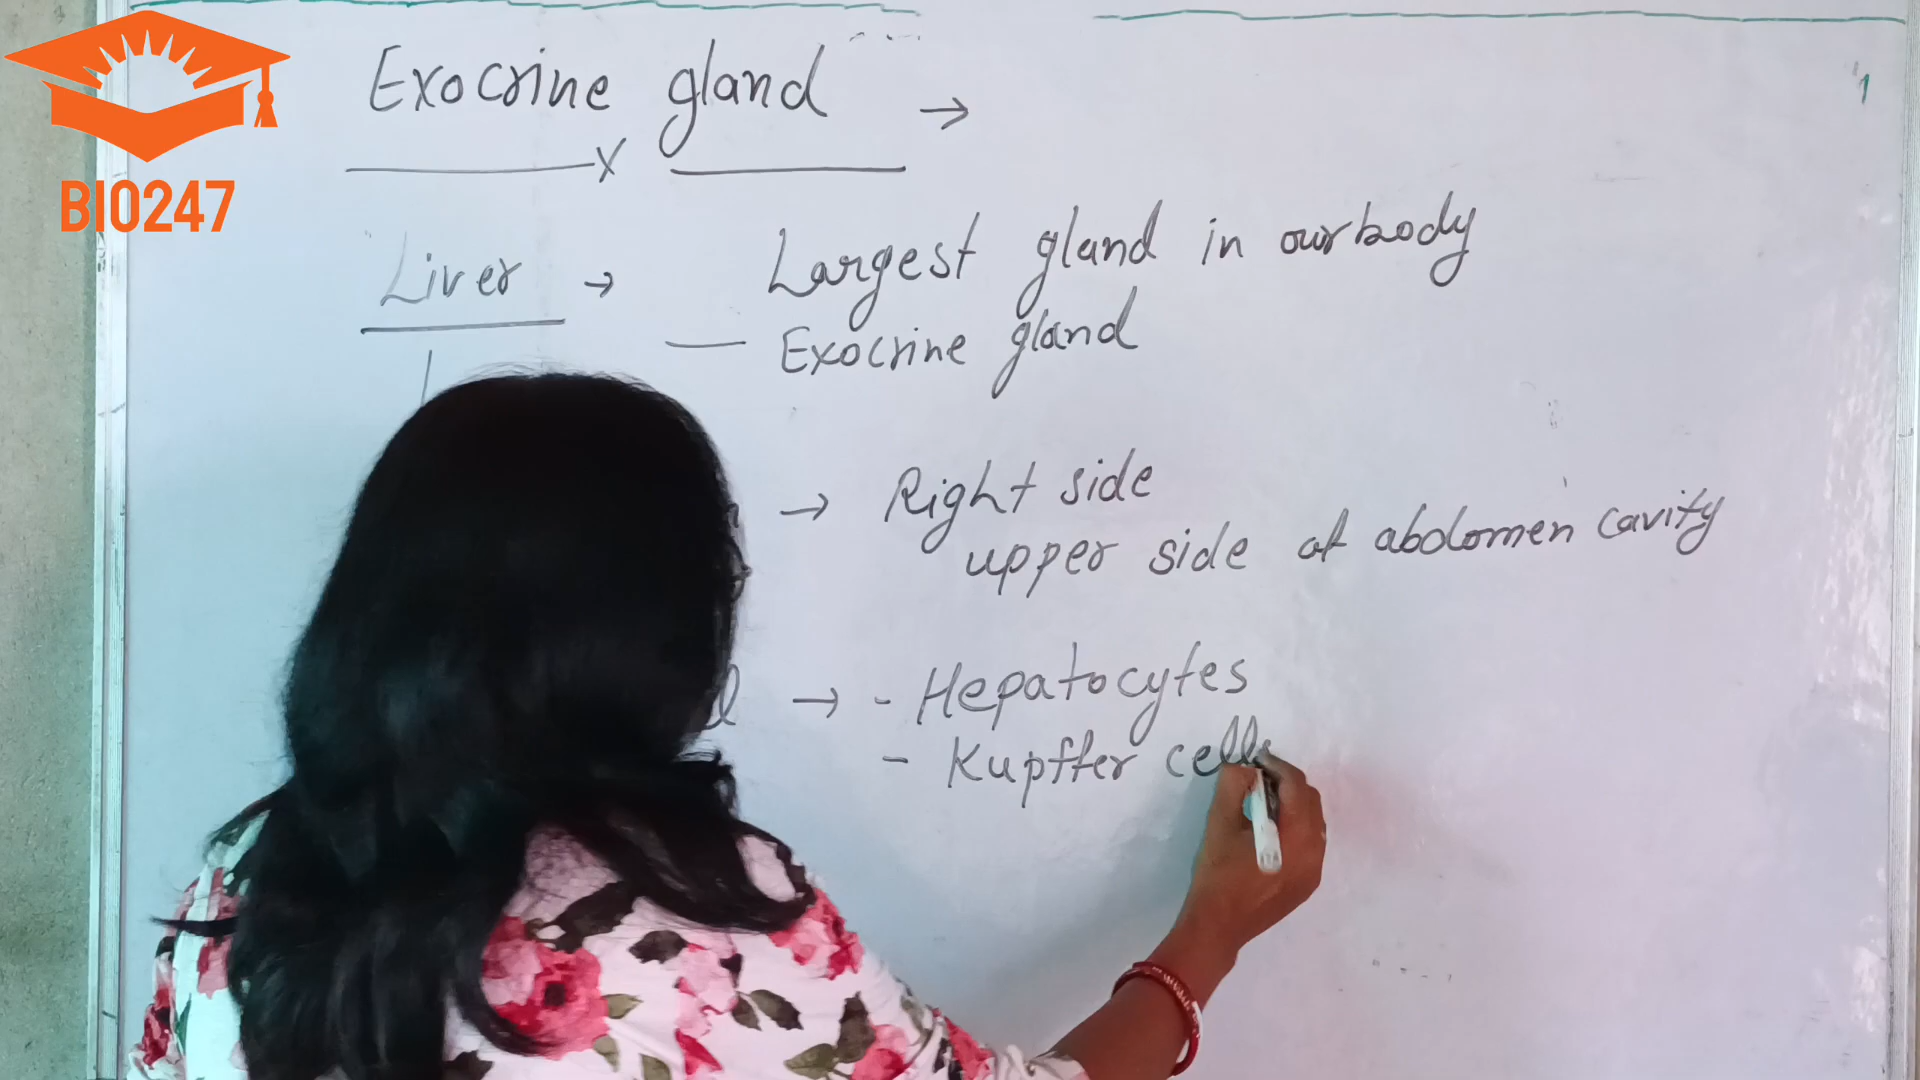 BIO247
Exocrine gland →
Liver → Largest gland in our body
— Exocrine gland
→ Right side
upper side of abdomen cavity
→ - Hepatocytes
- Kupffer cells